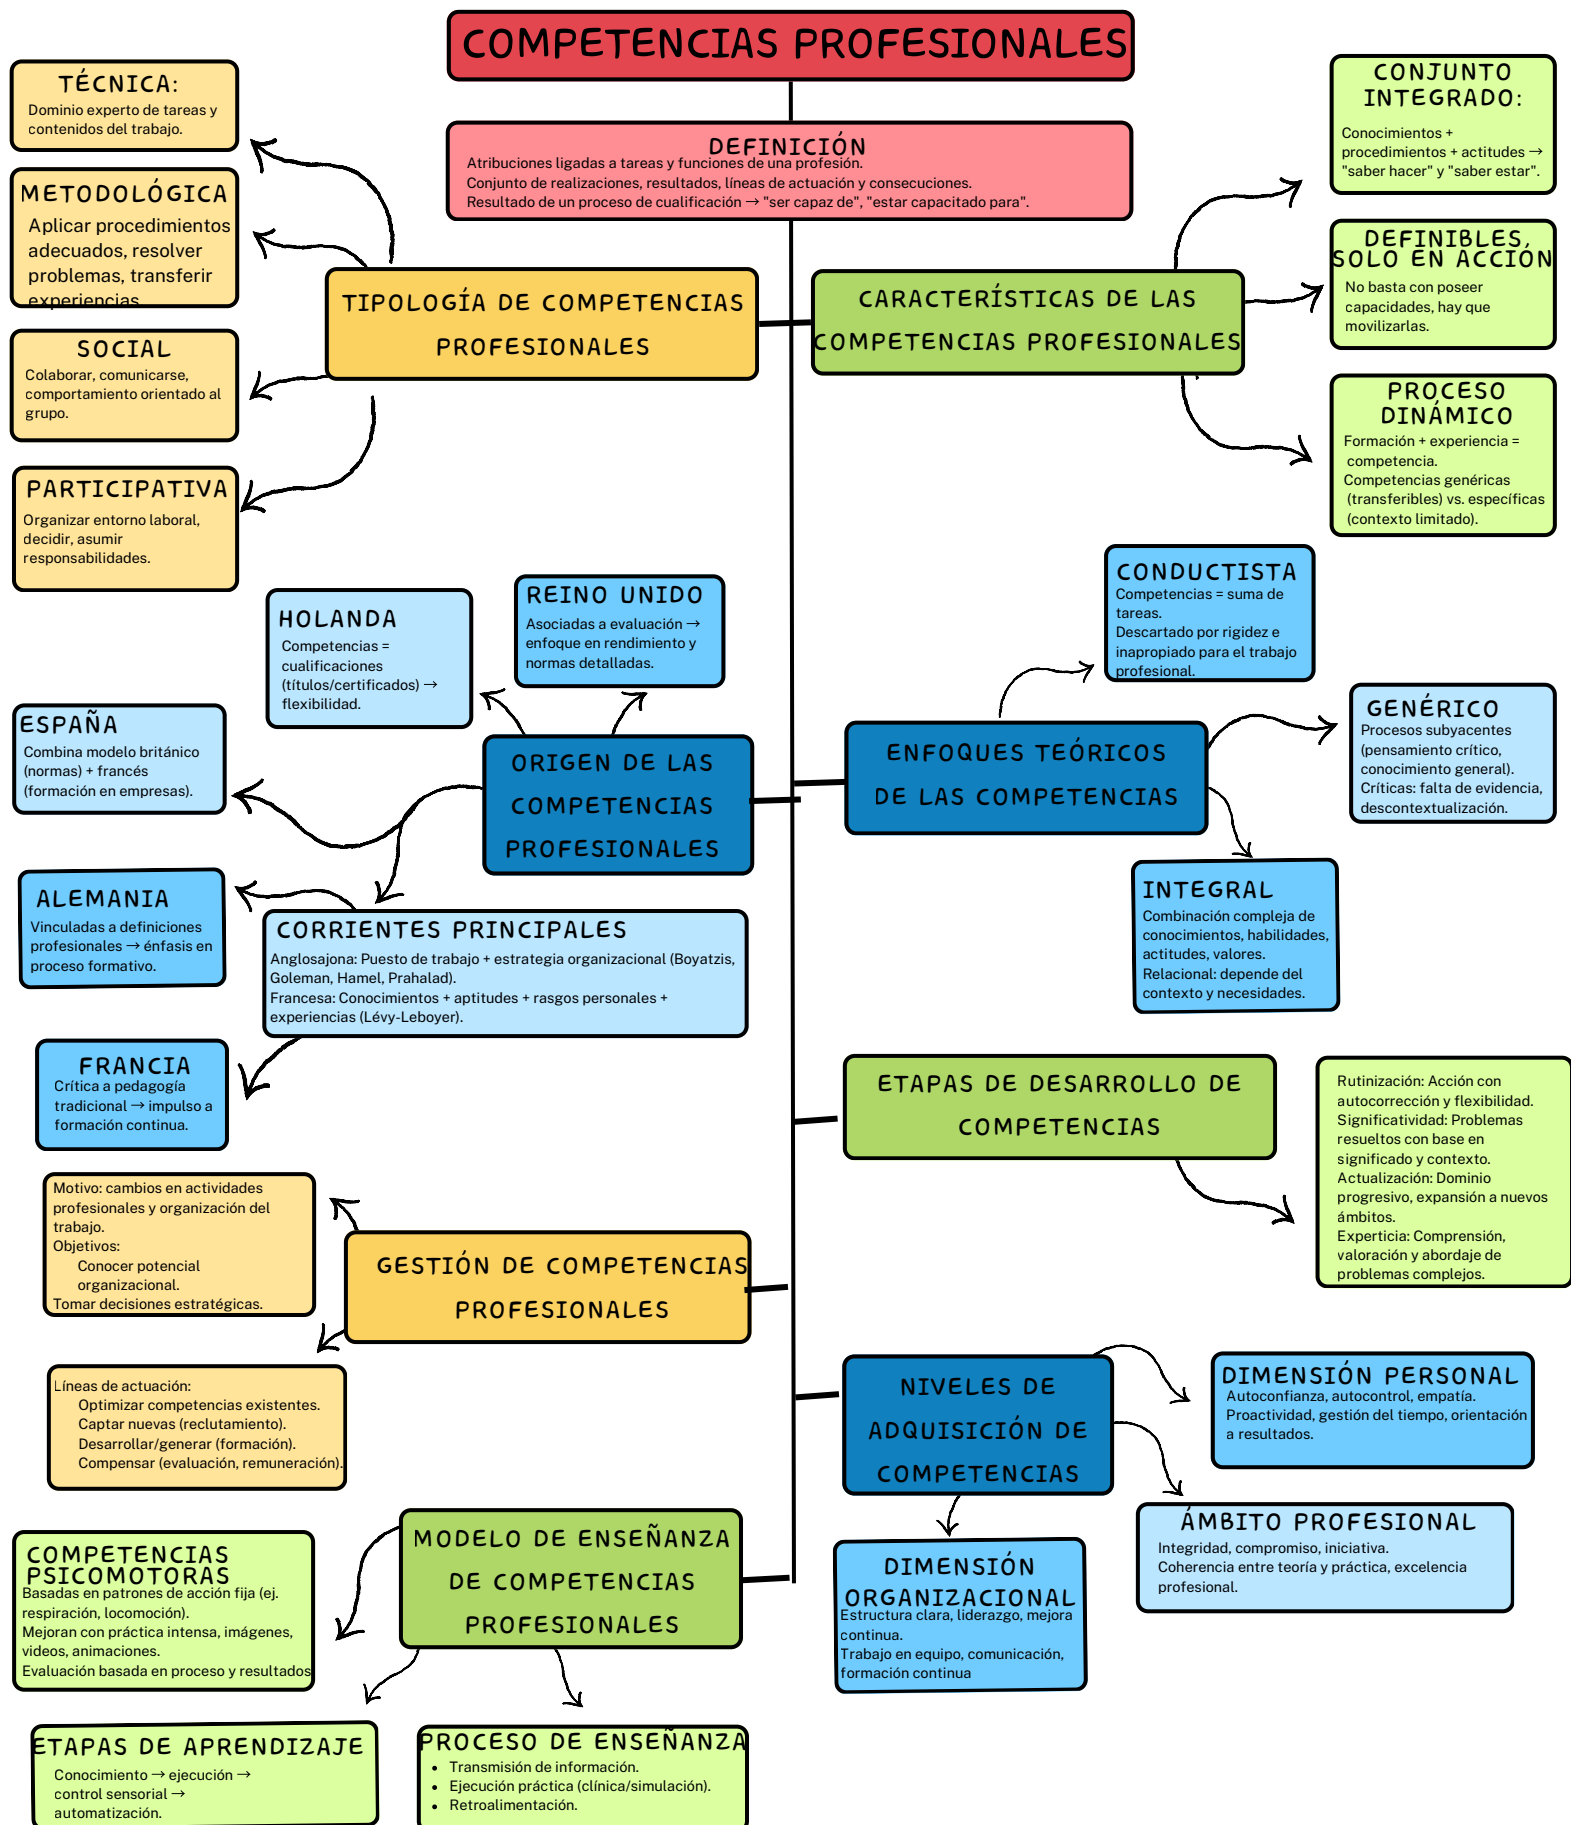 COMPETENCIAS PROFESIONALES
DEFINICIÓN
Atribuciones ligadas a tareas y funciones de una profesión.
Conjunto de realizaciones, resultados, líneas de actuación y consecuciones.
Resultado de un proceso de cualificación → "ser capaz de", "estar capacitado para".
TIPOLOGÍA DE COMPETENCIAS
PROFESIONALES
TÉCNICA:
Dominio experto de tareas y
contenidos del trabajo.
METODOLÓGICA
Aplicar procedimientos
adecuados, resolver
problemas, transferir
experiencias
SOCIAL
Colaborar, comunicarse,
comportamiento orientado al
grupo.
PARTICIPATIVA
Organizar entorno laboral,
decidir, asumir
responsabilidades.
CARACTERÍSTICAS DE LAS
COMPETENCIAS PROFESIONALES
CONJUNTO
INTEGRADO:
Conocimientos +
procedimientos + actitudes →
"saber hacer" y "saber estar".
DEFINIBLES,
SOLO EN ACCIÓN
No basta con poseer
capacidades, hay que
movilizarlas.
PROCESO
DINÁMICO
Formación + experiencia =
competencia.
Competencias genéricas
(transferibles) vs. específicas
(contexto limitado).
ORIGEN DE LAS
COMPETENCIAS
PROFESIONALES
REINO UNIDO
Asociadas a evaluación →
enfoque en rendimiento y
normas detalladas.
HOLANDA
Competencias =
cualificaciones
(títulos/certificados) →
flexibilidad.
ESPAÑA
Combina modelo británico
(normas) + francés
(formación en empresas).
CORRIENTES PRINCIPALES
Anglosajona: Puesto de trabajo + estrategia organizacional (Boyatzis,
Goleman, Hamel, Prahalad).
Francesa: Conocimientos + aptitudes + rasgos personales +
experiencias (Lévy-Leboyer).
ALEMANIA
Vinculadas a definiciones
profesionales → énfasis en
proceso formativo.
FRANCIA
Crítica a pedagogía
tradicional → impulso a
formación continua.
ENFOQUES TEÓRICOS
DE LAS COMPETENCIAS
CONDUCTISTA
Competencias = suma de
tareas.
Descartado por rigidez e
inapropiado para el trabajo
profesional.
GENÉRICO
Procesos subyacentes
(pensamiento crítico,
conocimiento general).
Críticas: falta de evidencia,
descontextualización.
INTEGRAL
Combinación compleja de
conocimientos, habilidades,
actitudes, valores.
Relacional: depende del
contexto y necesidades.
ETAPAS DE DESARROLLO DE
COMPETENCIAS
Rutinización: Acción con
autocorrección y flexibilidad.
Significatividad: Problemas
resueltos con base en
significado y contexto.
Actualización: Dominio
progresivo, expansión a nuevos
ámbitos.
Experticia: Comprensión,
valoración y abordaje de
problemas complejos.
GESTIÓN DE COMPETENCIAS
PROFESIONALES
Motivo: cambios en actividades
profesionales y organización del
trabajo.
Objetivos:
Conocer potencial
organizacional.
Tomar decisiones estratégicas.
Líneas de actuación:
Optimizar competencias existentes.
Captar nuevas (reclutamiento).
Desarrollar/generar (formación).
Compensar (evaluación, remuneración).
NIVELES DE
ADQUISICIÓN DE
COMPETENCIAS
DIMENSIÓN PERSONAL
Autoconfianza, autocontrol, empatía.
Proactividad, gestión del tiempo, orientación
a resultados.
ÁMBITO PROFESIONAL
Integridad, compromiso, iniciativa.
Coherencia entre teoría y práctica, excelencia
profesional.
DIMENSIÓN
ORGANIZACIONAL
Estructura clara, liderazgo, mejora
continua.
Trabajo en equipo, comunicación,
formación continua
MODELO DE ENSEÑANZA
DE COMPETENCIAS
PROFESIONALES
COMPETENCIAS
PSICOMOTORAS
Basadas en patrones de acción fija (ej.
respiración, locomoción).
Mejoran con práctica intensa, imágenes,
videos, animaciones.
Evaluación basada en proceso y resultados
ETAPAS DE APRENDIZAJE
Conocimiento → ejecución →
control sensorial →
automatización.
PROCESO DE ENSEÑANZA
• Transmisión de información.
• Ejecución práctica (clínica/simulación).
• Retroalimentación.